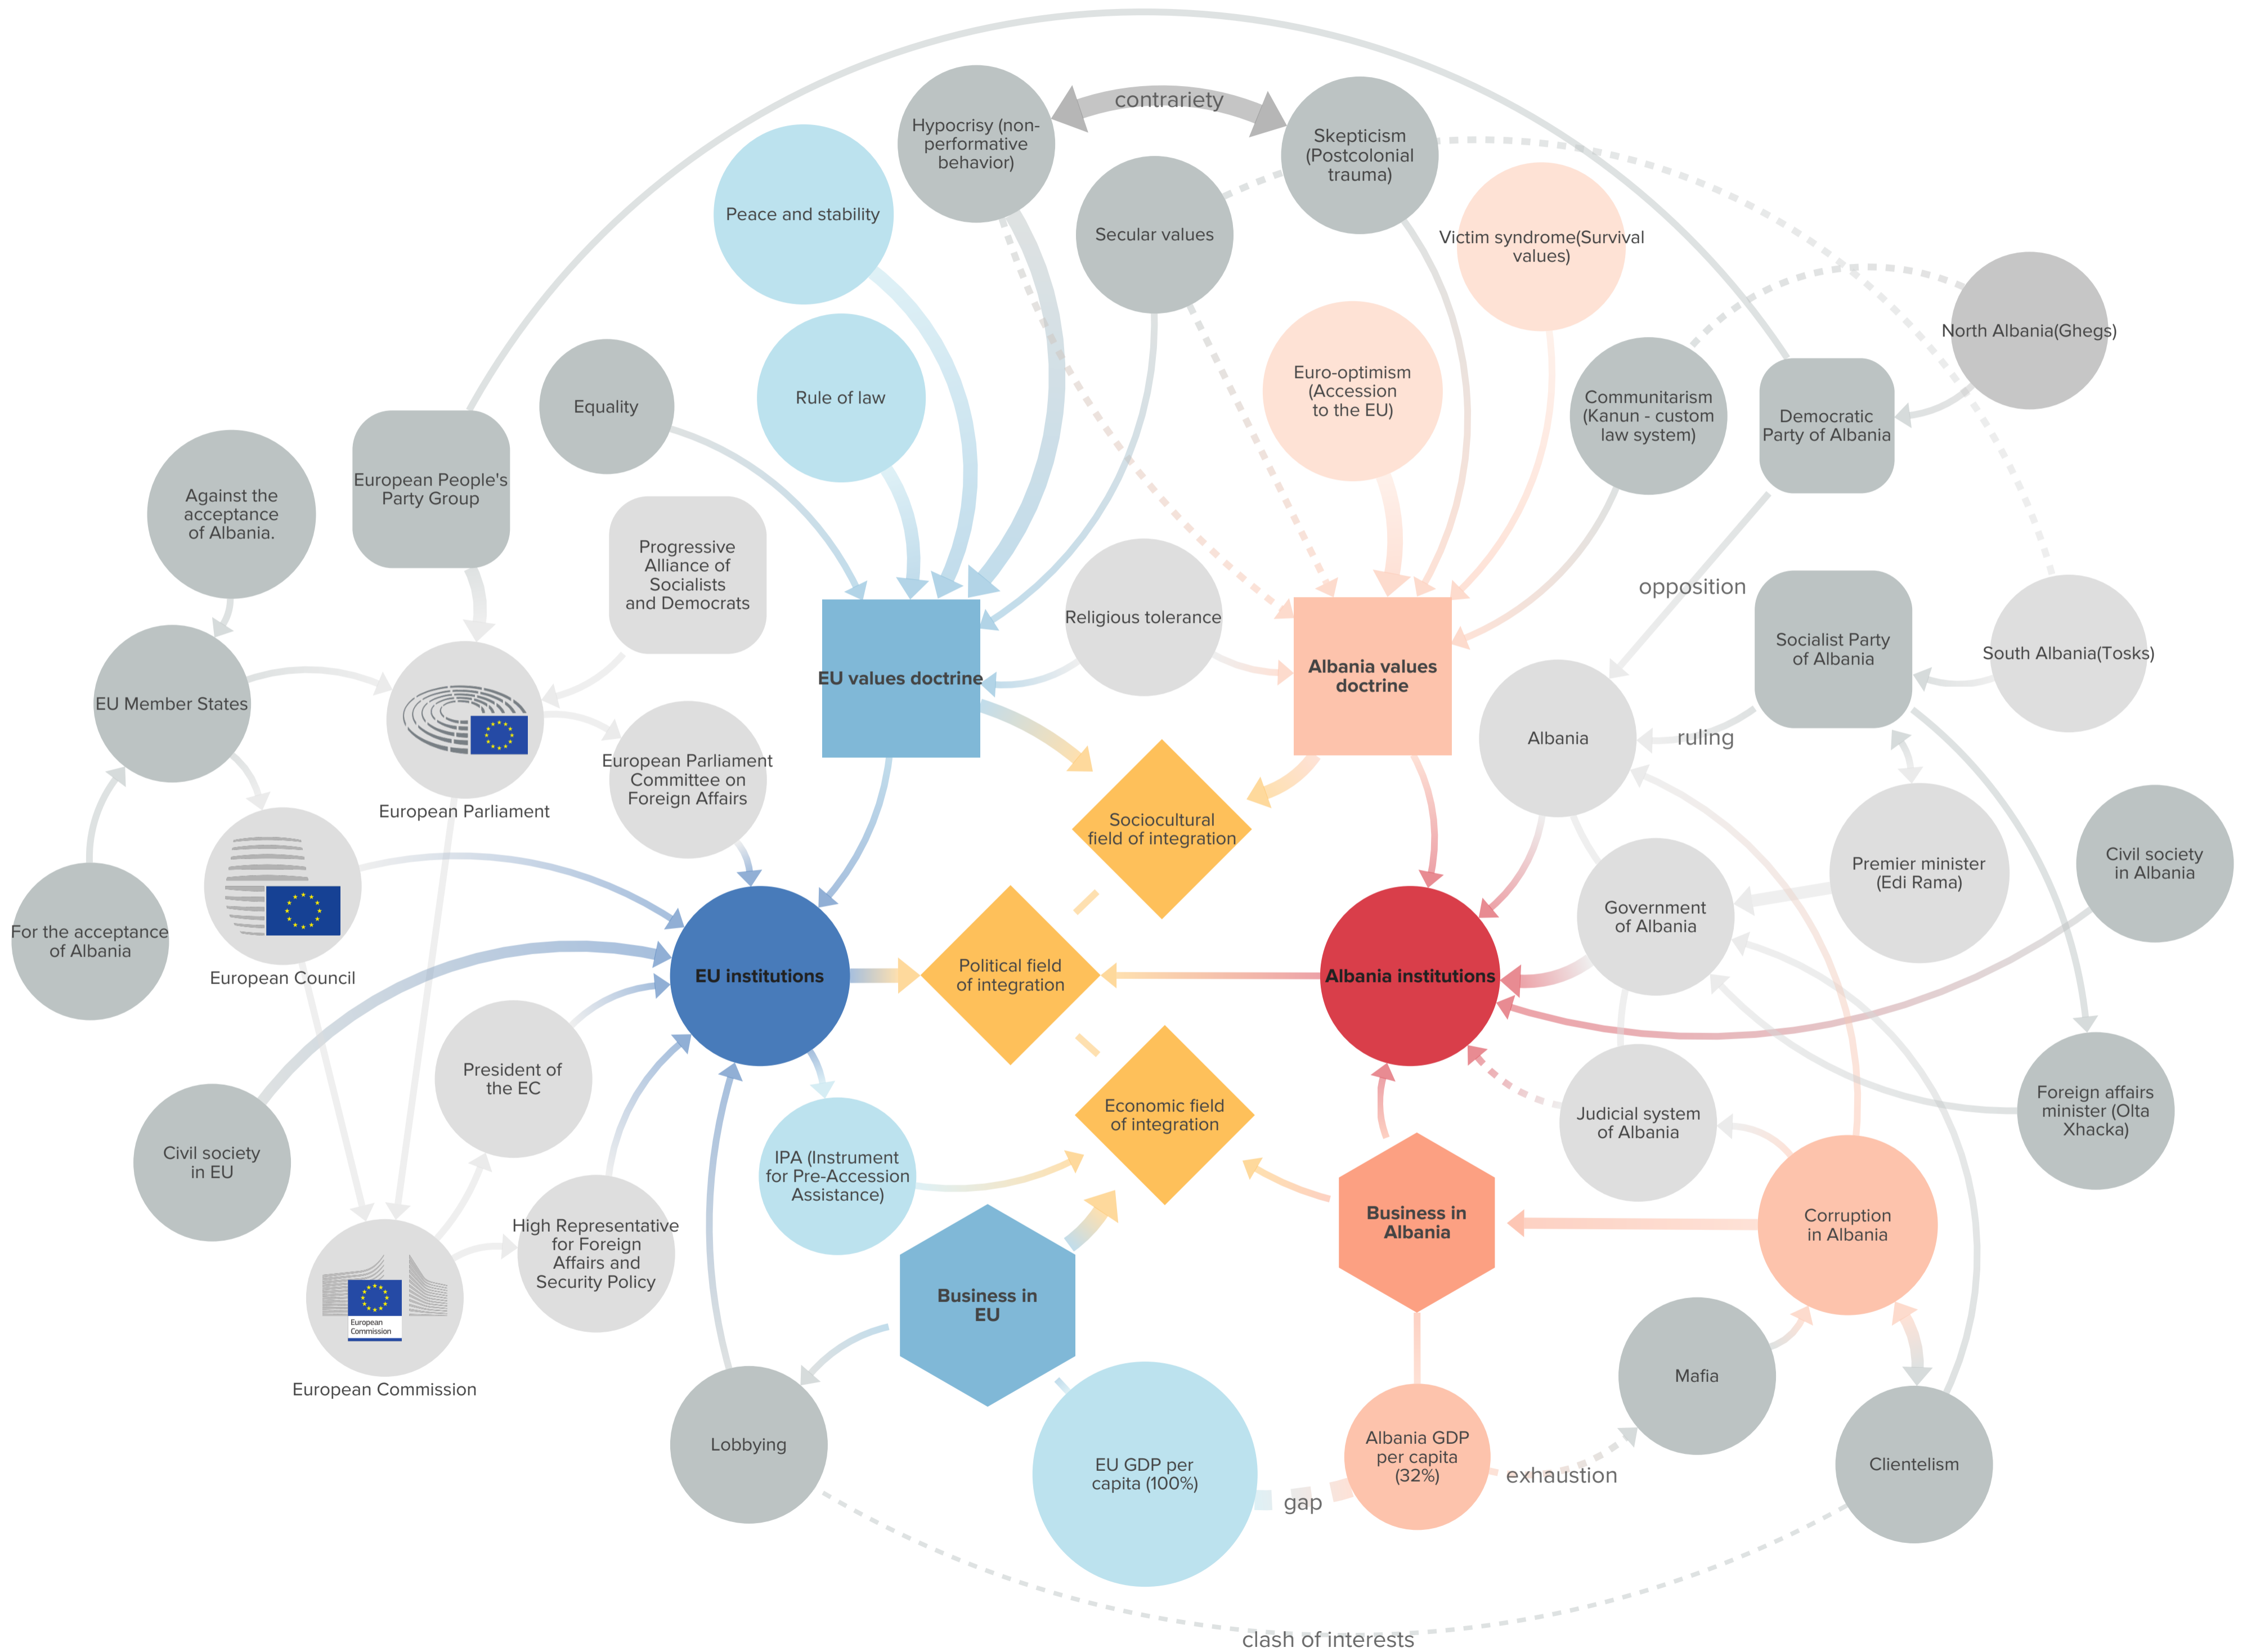 contrariety
Hypocrisy (non-
performative
behavior)
Skepticism
(Postcolonial
trauma)
Peace and stability
Secular values
Victim syndrome(Survival
values)
North Albania(Ghegs)
Rule of law
Equality
Euro-optimism
(Accession
to the EU)
Communitarism
(Kanun - custom
law system)
Democratic
Party of Albania
European People's
Party Group
Against the
acceptance
of Albania.
Progressive
Alliance of
Socialists
and Democrats
opposition
Religious tolerance
Socialist Party
of Albania
South Albania(Tosks)
EU values doctrine
Albania values
doctrine
EU Member States
Albania
ruling
European Parliament
Committee on
Foreign Affairs
European Parliament
Sociocultural
field of integration
Premier minister
(Edi Rama)
Civil society
in Albania
For the acceptance
of Albania
Government
of Albania
European Council
EU institutions
Political field
of integration
Albania institutions
President of
the EC
Economic field
of integration
Judicial system
of Albania
Foreign affairs
minister (Olta
Xhacka)
Civil society
in EU
IPA (Instrument
for Pre-Accession
Assistance)
High Representative
for Foreign
Affairs and
Security Policy
Business in
Albania
Corruption
in Albania
Business in
EU
European
Commission
European Commission
Mafia
Lobbying
EU GDP per
capita (100%)
gap
Albania GDP
per capita
(32%)
exhaustion
Clientelism
clash of interests